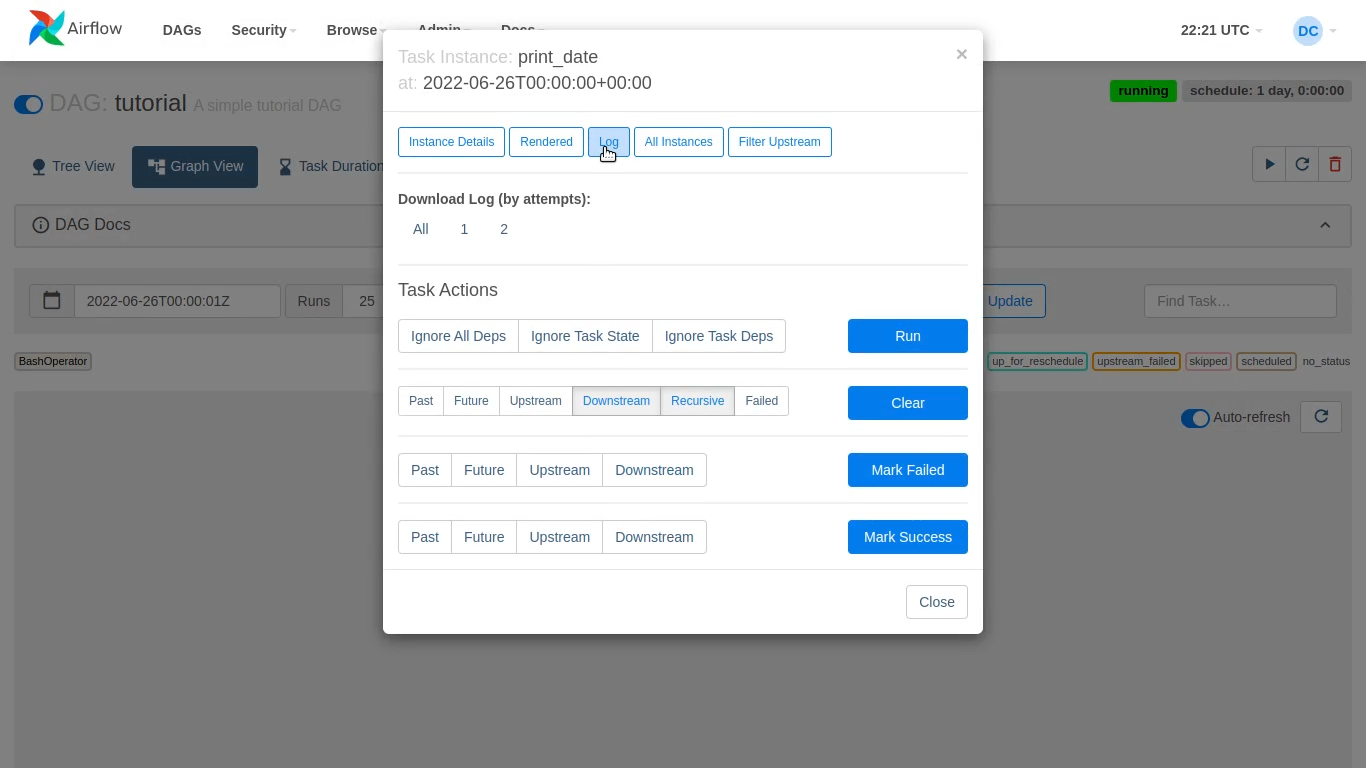 Airflow DAGs Security Browse Admin Docs 22:21 UTC DC
Task Instance: print_date ×
at: 2022-06-26T00:00:00+00:00
DAG: tutorial A simple tutorial DAG running schedule: 1 day, 0:00:00
Instance Details Rendered Log All Instances Filter Upstream
Tree View Graph View Task Duration
Download Log (by attempts):
All 1 2
DAG Docs
Task Actions
2022-06-26T00:00:01Z Runs 25 Update Find Task…
Ignore All Deps Ignore Task State Ignore Task Deps Run
BashOperator up_for_reschedule upstream_failed skipped scheduled no_status
Past Future Upstream Downstream Recursive Failed Clear
Auto-refresh
Past Future Upstream Downstream Mark Failed
Past Future Upstream Downstream Mark Success
Close